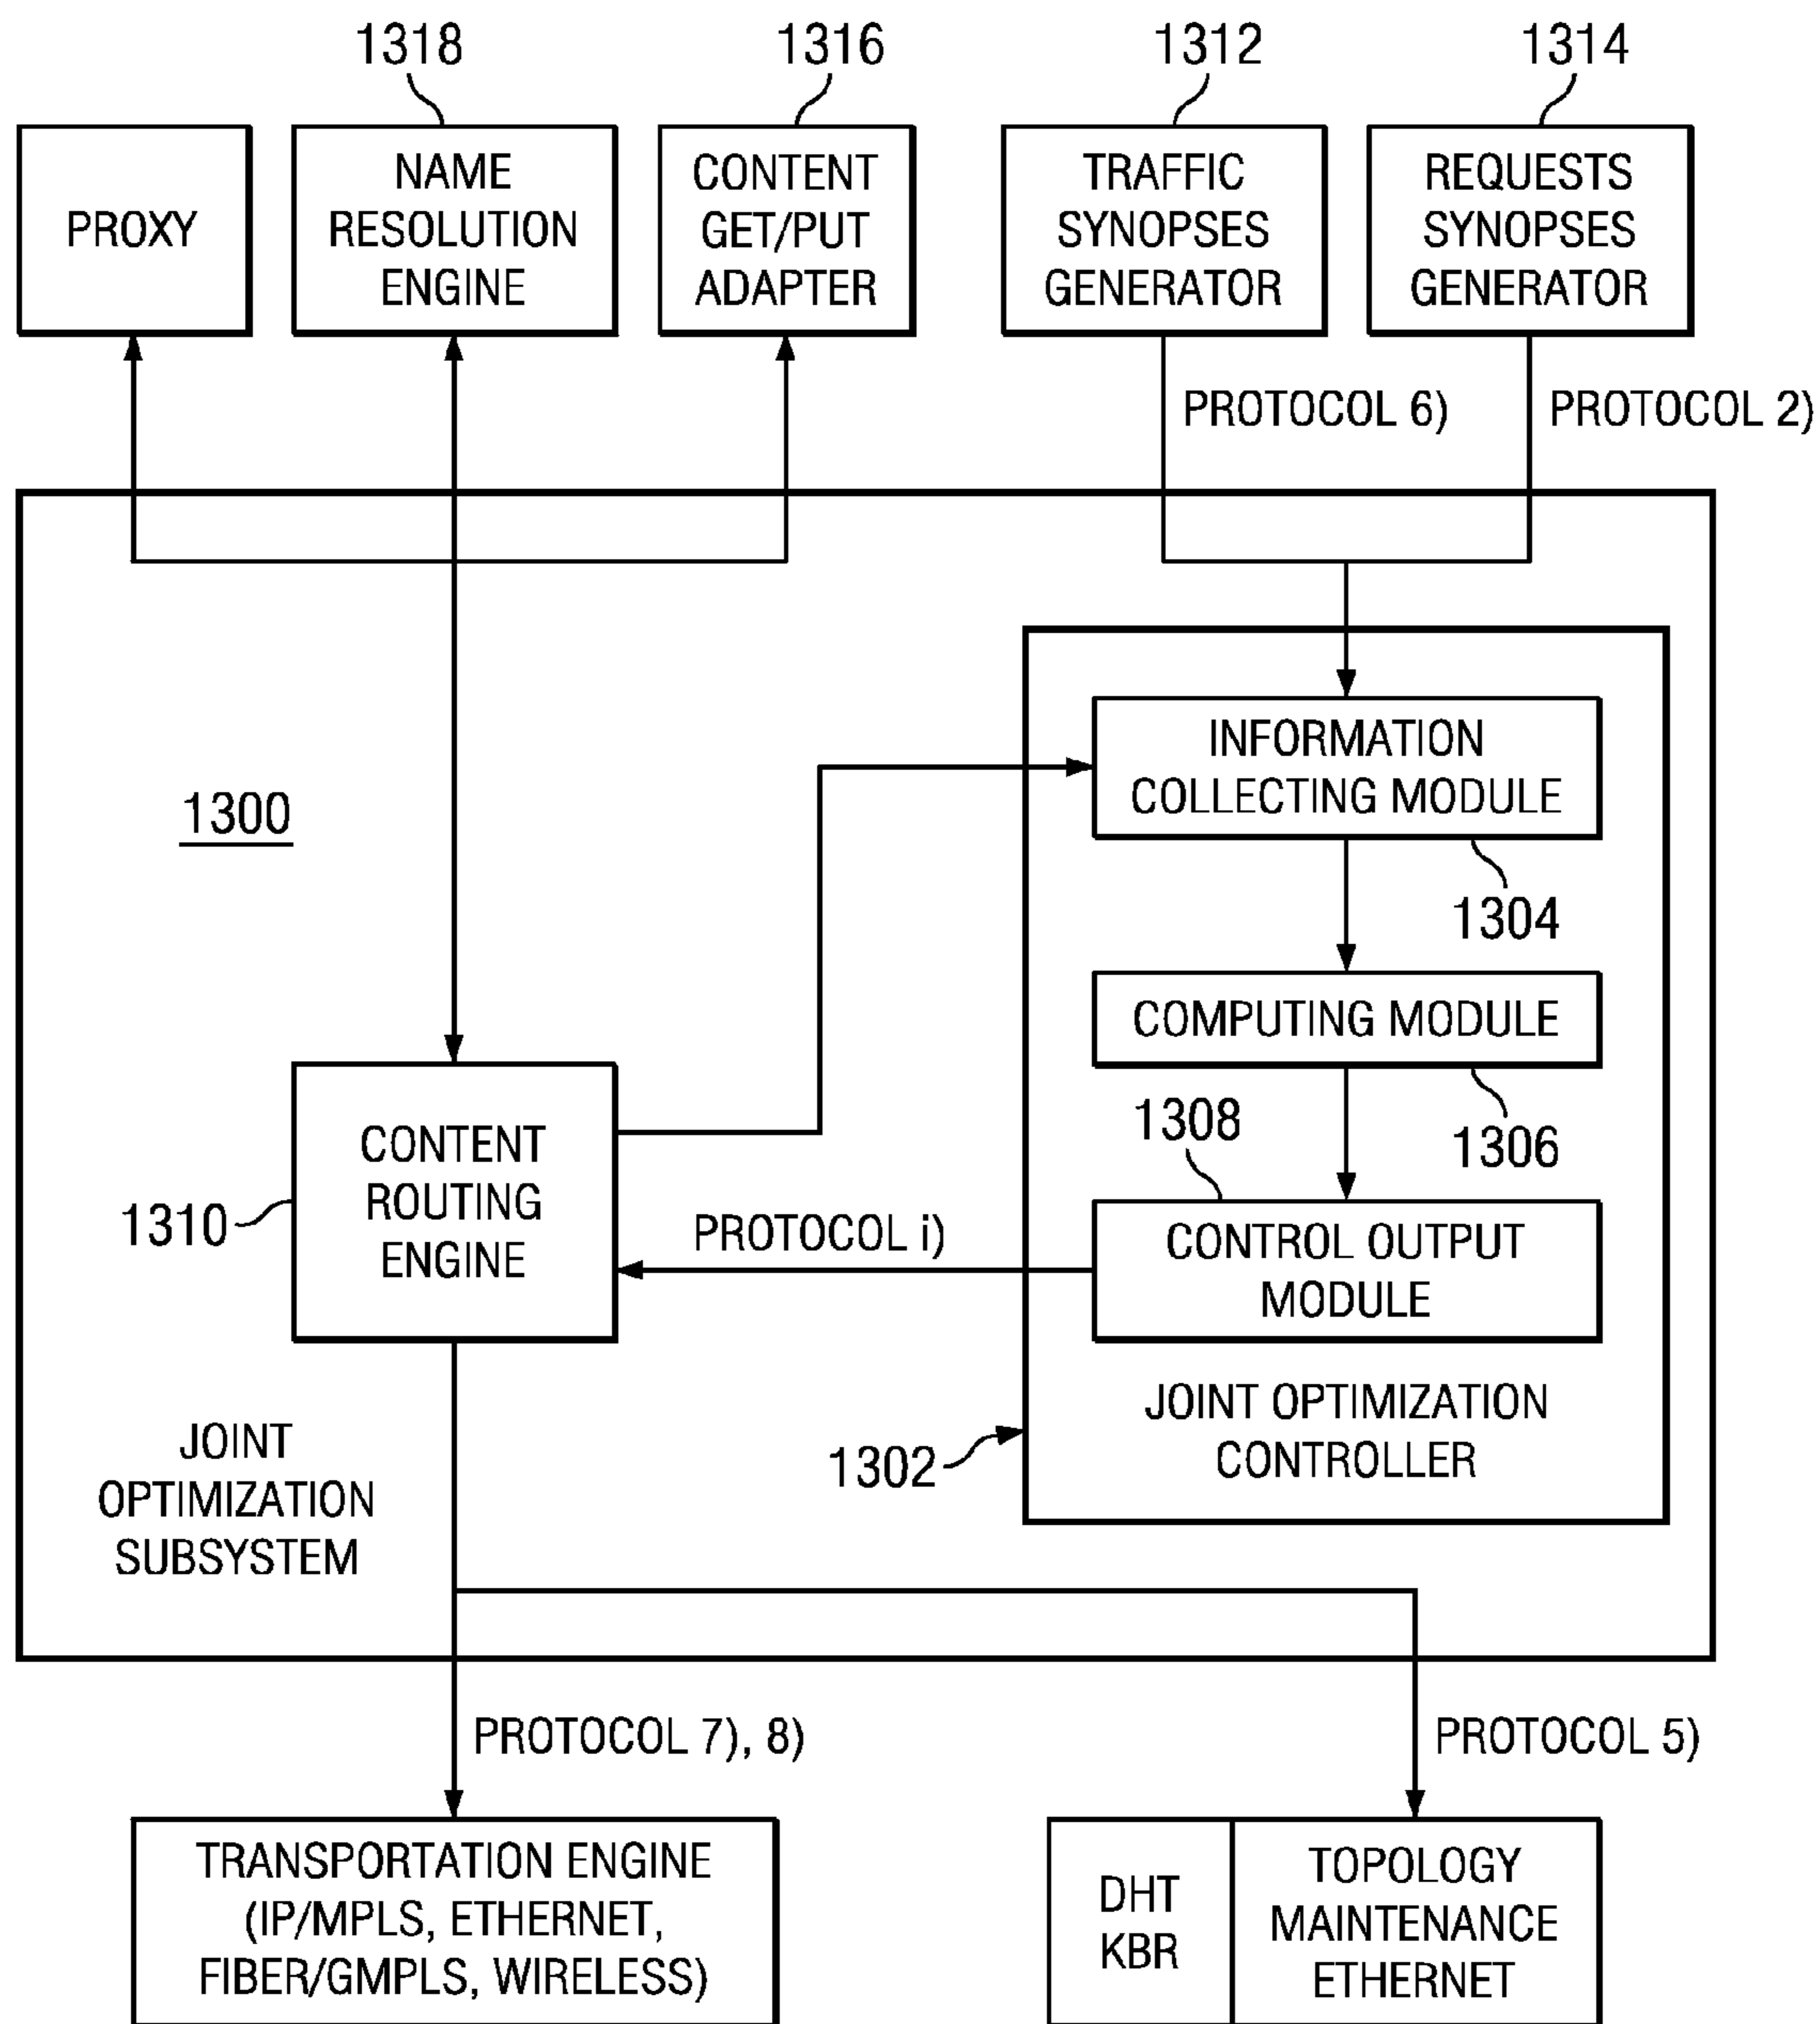 1318
1316
1312
1314
PROXY
NAME
RESOLUTION
ENGINE
CONTENT
GET/PUT
ADAPTER
TRAFFIC
SYNOPSES
GENERATOR
REQUESTS
SYNOPSES
GENERATOR
PROTOCOL 6)
PROTOCOL 2)
1300
INFORMATION
COLLECTING MODULE
1304
COMPUTING MODULE
1306
1308
CONTROL OUTPUT
MODULE
JOINT OPTIMIZATION
CONTROLLER
1302
CONTENT
ROUTING
ENGINE
1310
PROTOCOL i)
JOINT
OPTIMIZATION
SUBSYSTEM
PROTOCOL 7), 8)
PROTOCOL 5)
TRANSPORTATION ENGINE
(IP/MPLS, ETHERNET,
FIBER/GMPLS, WIRELESS)
DHT
KBR
TOPOLOGY
MAINTENANCE
ETHERNET